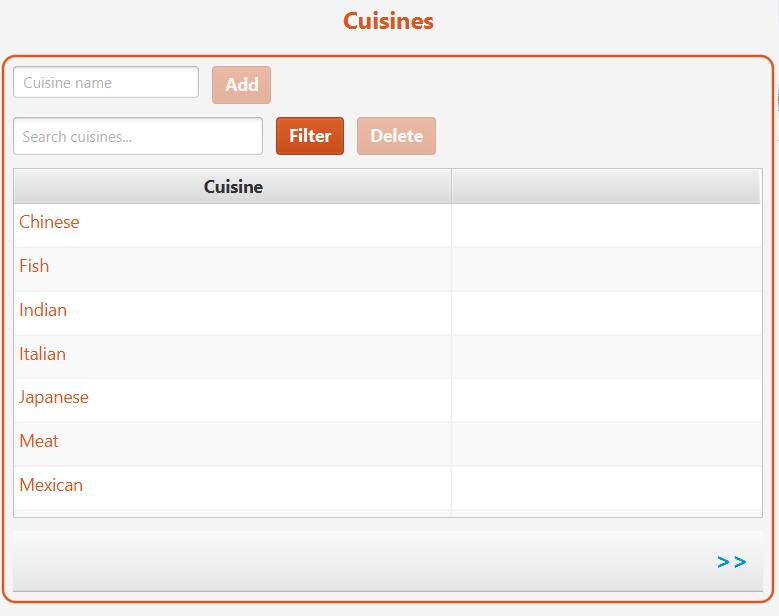 Cuisines
Cuisine name
Add
Search cuisines...
Filter
Delete
Cuisine
Chinese
Fish
Indian
Italian
Japanese
Meat
Mexican
>>